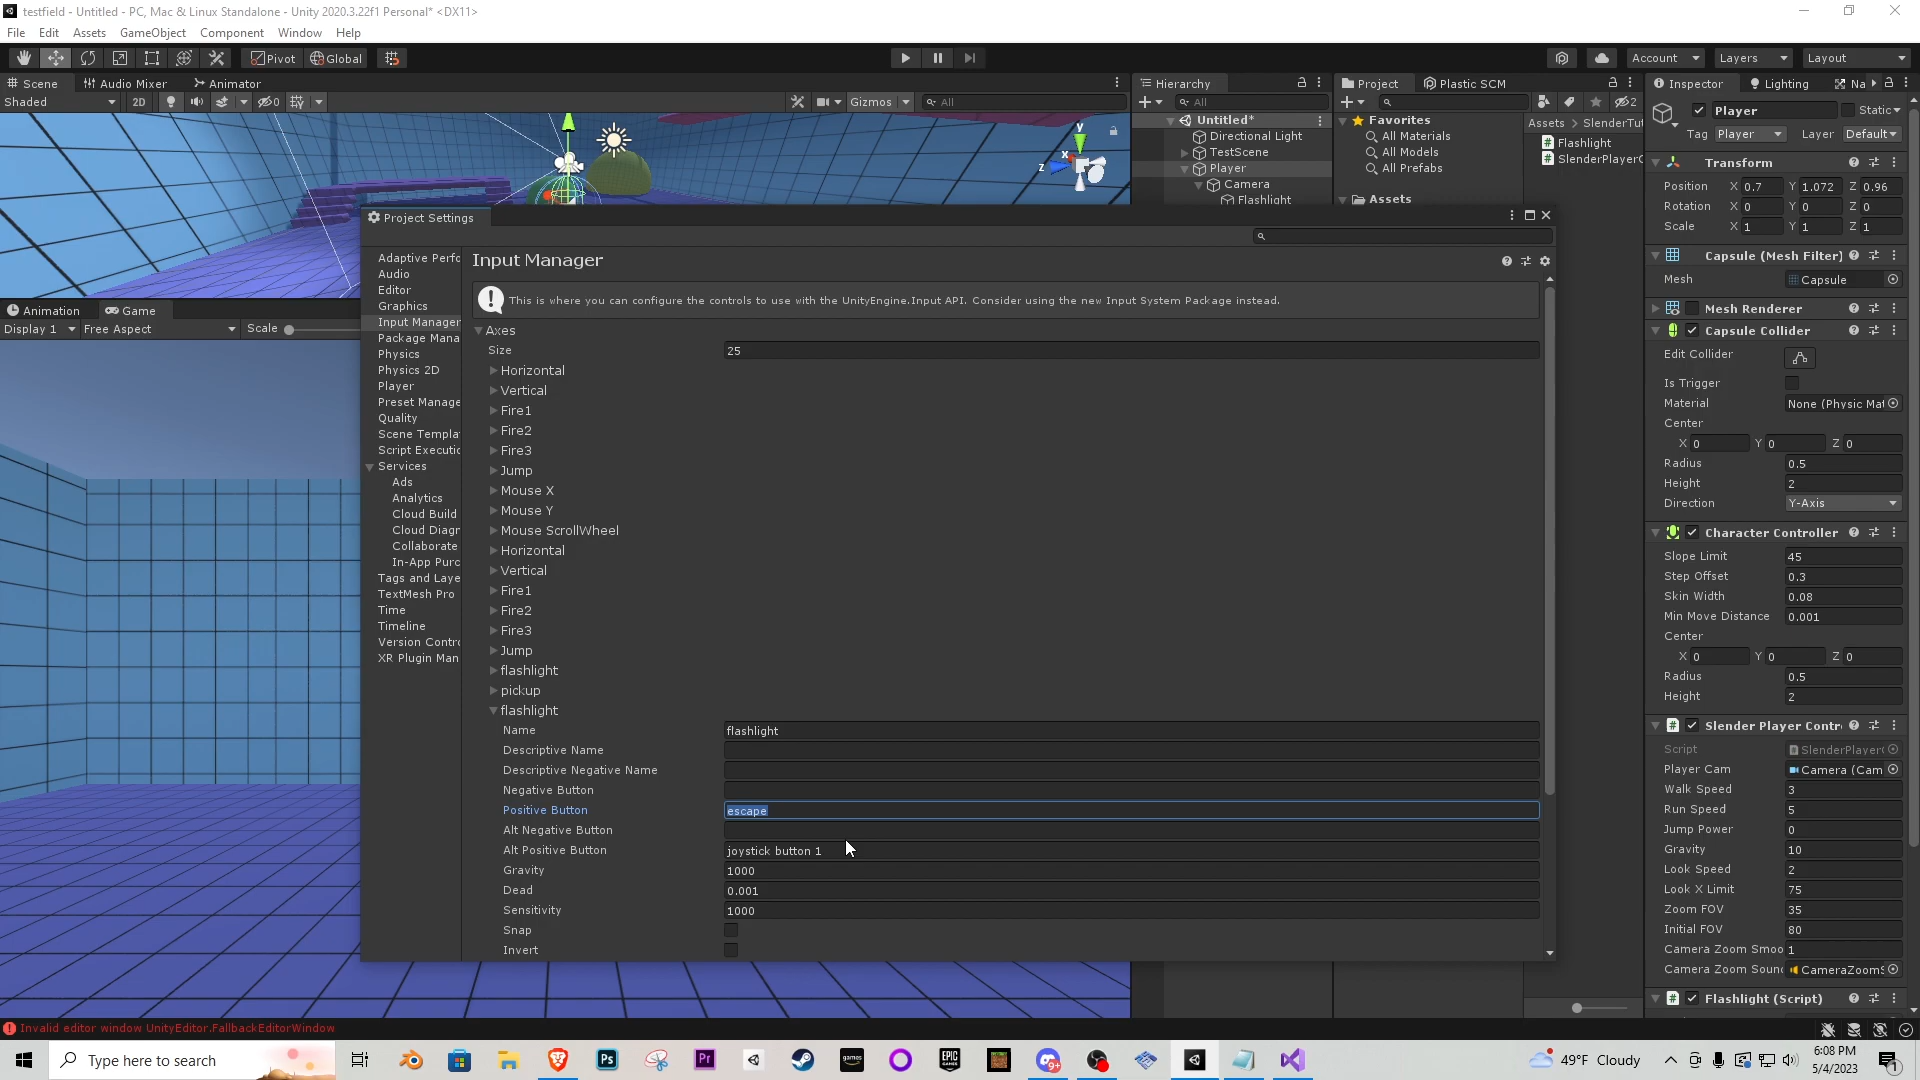 testfield - Untitled - PC, Mac & Linux Standalone - Unity 2020.3.22f1 Personal* <DX11>
File Edit Assets GameObject Component Window Help
Pivot Global Account Layers Layout
Scene Audio Mixer Animator
Shaded 2D Gizmos All
Hierarchy
All
Untitled*
Directional Light
TestScene
Player
Camera
Flashlight
Project Plastic SCM
2
Favorites
All Materials
All Models
All Prefabs
Assets
Assets > SlenderTut
Flashlight
SlenderPlayerC
y
x
z
Animation Game
Display 1 Free Aspect Scale
Project Settings
Adaptive Perfo
Audio
Editor
Graphics
Input Manager
Package Mana
Physics
Physics 2D
Player
Preset Manage
Quality
Scene Templa
Script Executio
Services
Ads
Analytics
Cloud Build
Cloud Diagn
Collaborate
In-App Purc
Tags and Laye
TextMesh Pro
Time
Timeline
Version Contro
XR Plugin Man
Input Manager
This is where you can configure the controls to use with the UnityEngine.Input API. Consider using the new Input System Package instead.
Axes
Size 25
Horizontal
Vertical
Fire1
Fire2
Fire3
Jump
Mouse X
Mouse Y
Mouse ScrollWheel
Horizontal
Vertical
Fire1
Fire2
Fire3
Jump
flashlight
pickup
flashlight
Name flashlight
Descriptive Name
Descriptive Negative Name
Negative Button
Positive Button escape
Alt Negative Button
Alt Positive Button joystick button 1
Gravity 1000
Dead 0.001
Sensitivity 1000
Snap
Invert
Inspector Lighting Na
Player Static
Tag Player Layer Default
Transform
Position X 0.7 Y 1.072 Z 0.96
Rotation X 0 Y 0 Z 0
Scale X 1 Y 1 Z 1
Capsule (Mesh Filter)
Mesh Capsule
Mesh Renderer
Capsule Collider
Edit Collider
Is Trigger
Material None (Physic Mat
Center
X 0 Y 0 Z 0
Radius 0.5
Height 2
Direction Y-Axis
Character Controller
Slope Limit 45
Step Offset 0.3
Skin Width 0.08
Min Move Distance 0.001
Center
X 0 Y 0 Z 0
Radius 0.5
Height 2
Slender Player Contr
Script SlenderPlayer
Player Cam Camera (Cam
Walk Speed 3
Run Speed 5
Jump Power 0
Gravity 10
Look Speed 2
Look X Limit 75
Zoom FOV 35
Initial FOV 80
Camera Zoom Smoo 1
Camera Zoom Sound CameraZoomS
Flashlight (Script)
Invalid editor window UnityEditor.FallbackEditorWindow
Type here to search
Ps
Pr
games
EPIC GAMES
9+
49°F Cloudy
6:08 PM
5/4/2023
1